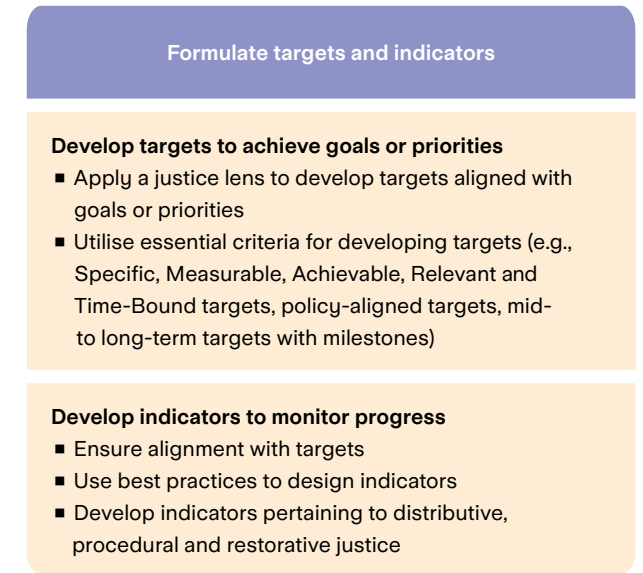 Formulate targets and indicators
Develop targets to achieve goals or priorities
▪ Apply a justice lens to develop targets aligned with
goals or priorities
▪ Utilise essential criteria for developing targets (e.g.,
Specific, Measurable, Achievable, Relevant and
Time-Bound targets, policy-aligned targets, mid-
to long-term targets with milestones)
Develop indicators to monitor progress
▪ Ensure alignment with targets
▪ Use best practices to design indicators
▪ Develop indicators pertaining to distributive,
procedural and restorative justice